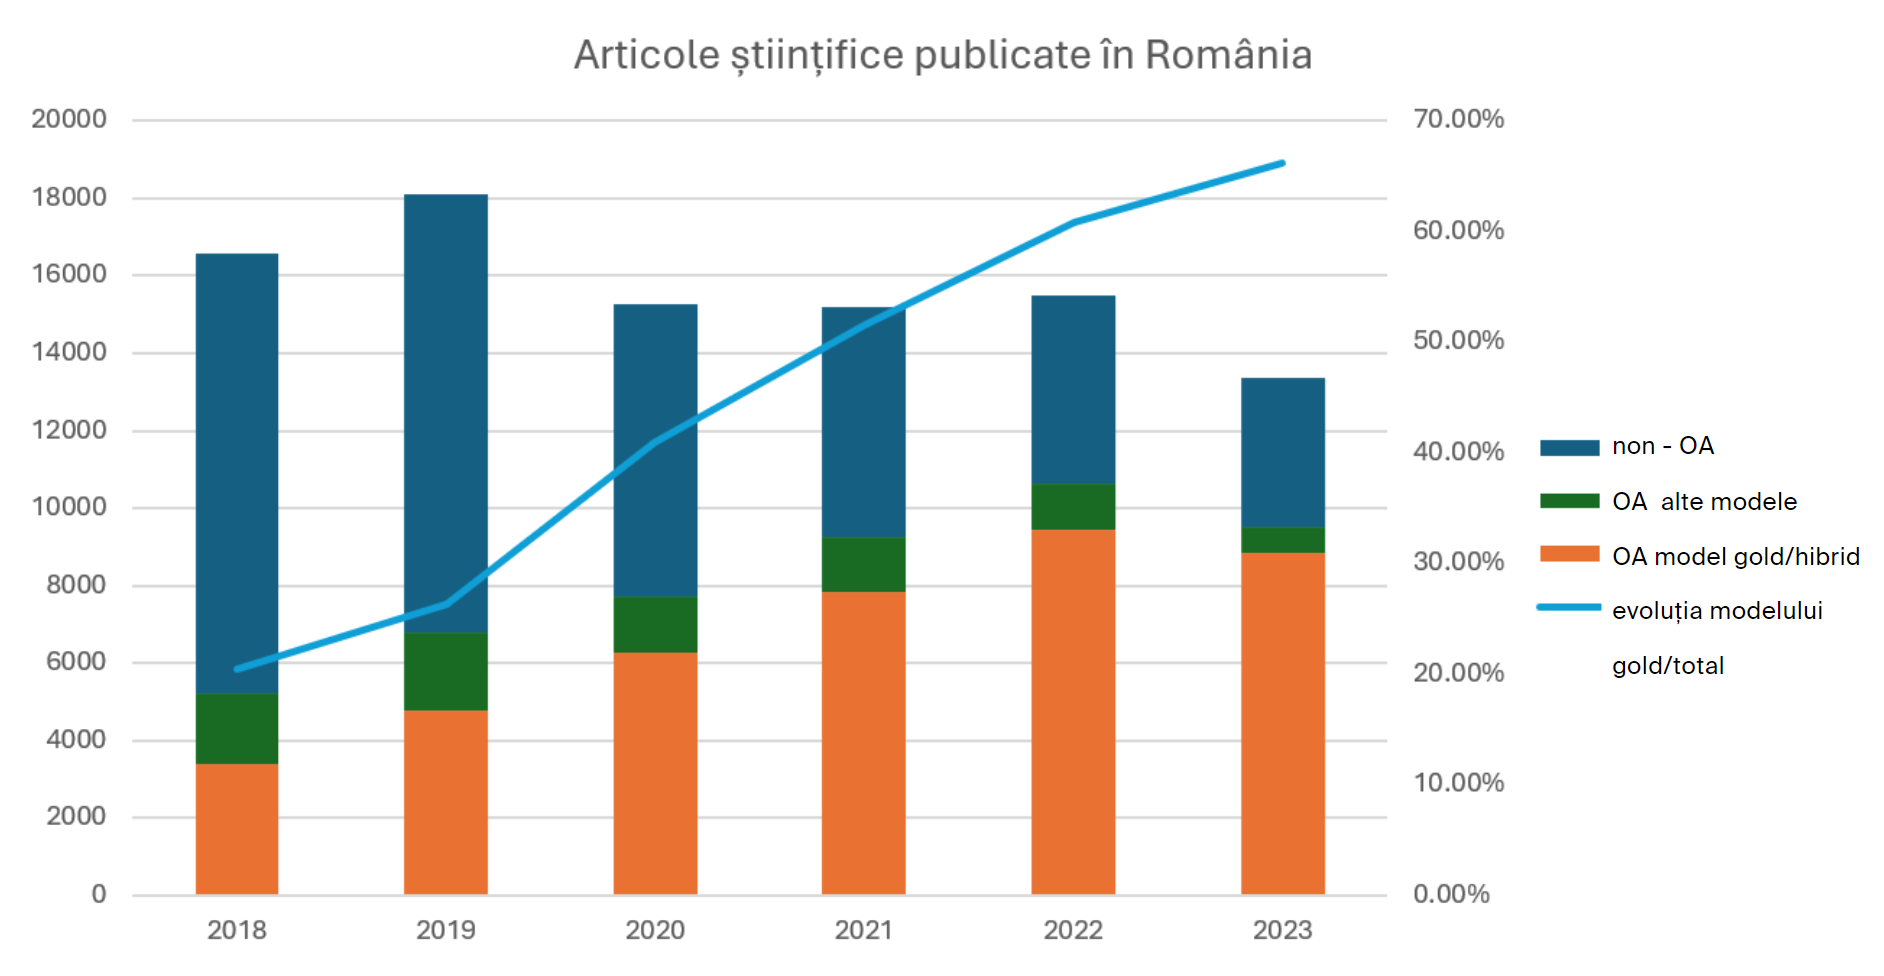 Articole științifice publicate în România
20000
18000
16000
14000
12000
10000
8000
6000
4000
2000
0
70.00%
60.00%
50.00%
40.00%
30.00%
20.00%
10.00%
0.00%
2018 2019 2020 2021 2022 2023
non - OA
OA alte modele
OA model gold/hibrid
evoluția modelului
gold/total